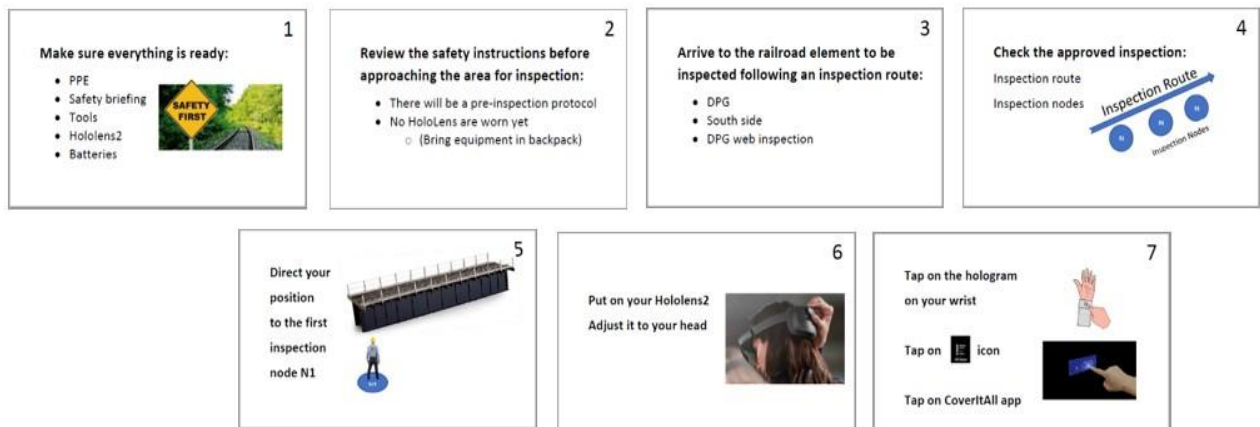 1
Make sure everything is ready:
• PPE
• Safety briefing
• Tools
• Hololens2
• Batteries
SAFETY
FIRST
2
Review the safety instructions before
approaching the area for inspection:
• There will be a pre-inspection protocol
• No HoloLens are worn yet
○ (Bring equipment in backpack)
3
Arrive to the railroad element to be
inspected following an inspection route:
• DPG
• South side
• DPG web inspection
4
Check the approved inspection:
Inspection route
Inspection nodes
Inspection Route
N
N
N
Inspection Nodes
5
Direct your
position
to the first
inspection
node N1
N1
6
Put on your Hololens2
Adjust it to your head
7
Tap on the hologram
on your wrist
Tap on icon
Tap on CoverItAll app